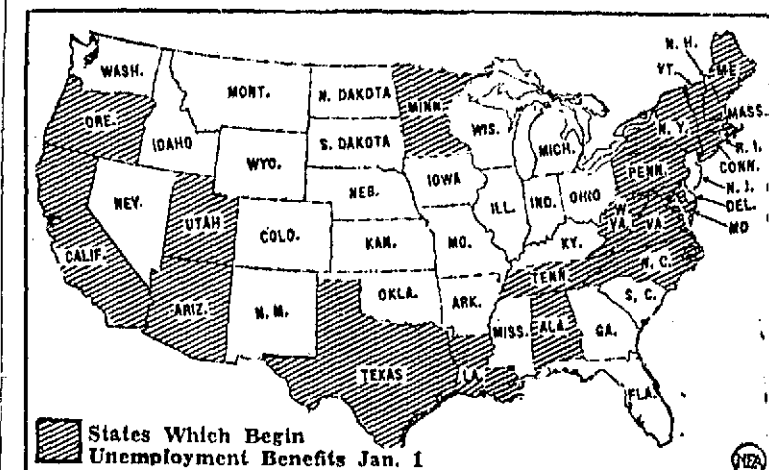 N. H.
VT.
ME.
WASH.
MONT.
N. DAKOTA
MINN.
MASS.
ORE.
N. Y.
IDAHO
S. DAKOTA
WIS.
MICH.
R. I.
WYO.
CONN.
PENN.
N. J.
IOWA
NEB.
OHIO
DEL.
NEV.
ILL.
IND.
W. VA.
VA.
MD
UTAH
COLO.
KAN.
MO.
KY.
CALIF.
N. C.
TENN.
OKLA.
ARK.
S. C.
ARIZ.
N. M.
MISS.
ALA.
GA.
TEXAS
LA.
FLA.
States Which Begin
Unemployment Benefits Jan. 1
NEA